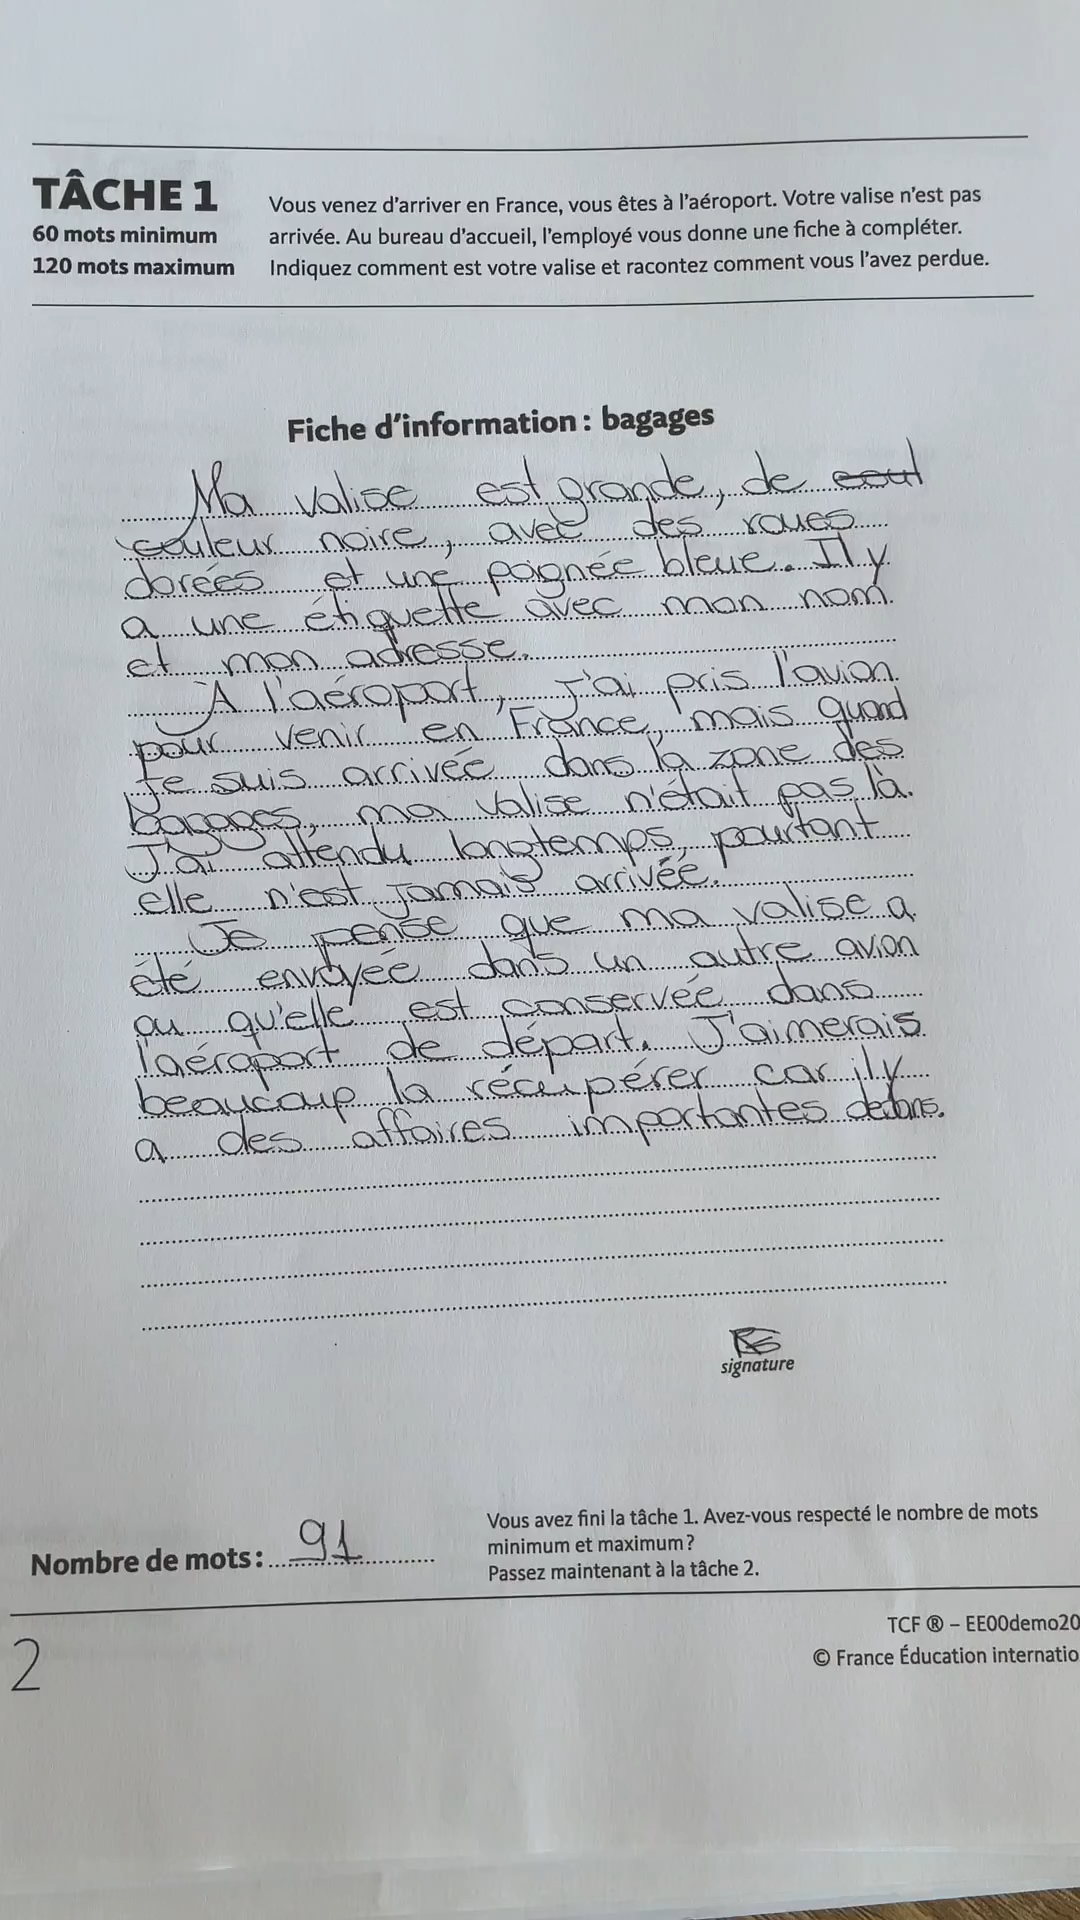 TÂCHE 1
60 mots minimum
120 mots maximum
Vous venez d'arriver en France, vous êtes à l'aéroport. Votre valise n'est pas
arrivée. Au bureau d'accueil, l'employé vous donne une fiche à compléter.
Indiquez comment est votre valise et racontez comment vous l'avez perdue.
Fiche d'information : bagages
Ma valise est grande, de coul
couleur noire, avec des roues
dorées et une poignée bleue. Il y
a une étiquette avec mon nom
et mon adresse.
À l'aéroport, j'ai pris l'avion
pour venir en France, mais quand
je suis arrivée dans la zone des
bagages, ma valise n'était pas là.
J'ai attendu longtemps, pourtant
elle n'est jamais arrivée.
Je pense que ma valise a
été envoyée dans un autre avion
ou qu'elle est conservée dans
l'aéroport de départ. J'aimerais
beaucoup la récupérer car il y
a des affaires importantes dedans.
signature
Nombre de mots : 91
Vous avez fini la tâche 1. Avez-vous respecté le nombre de mots
minimum et maximum ?
Passez maintenant à la tâche 2.
TCF ® – EE00demo20
© France Éducation internatio
2